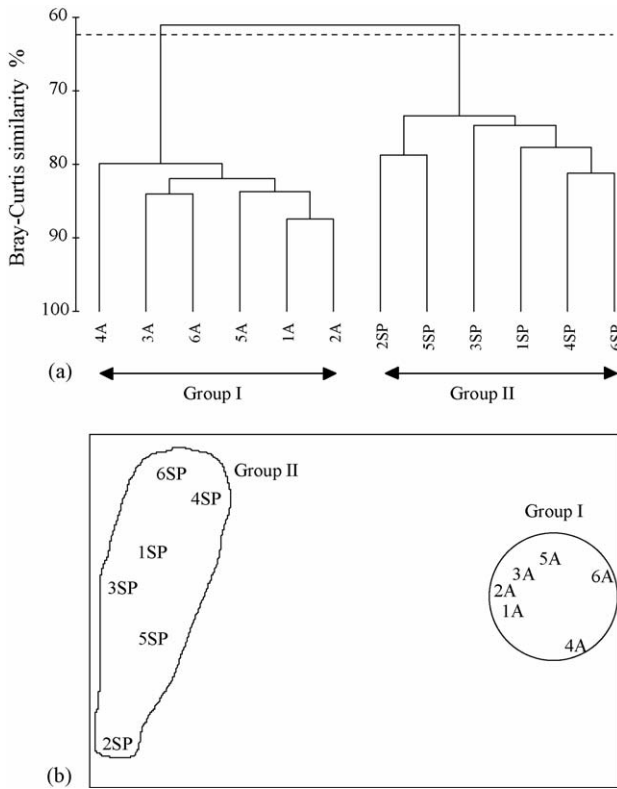 60
70
80
90
100
Bray-Curtis similarity %
4A 3A 6A 5A 1A 2A 2SP 5SP 3SP 1SP 4SP 6SP
(a)
Group I Group II
6SP Group II
4SP
Group I
1SP
5A
3A 6A
3SP 2A
1A
5SP
4A
2SP
(b)